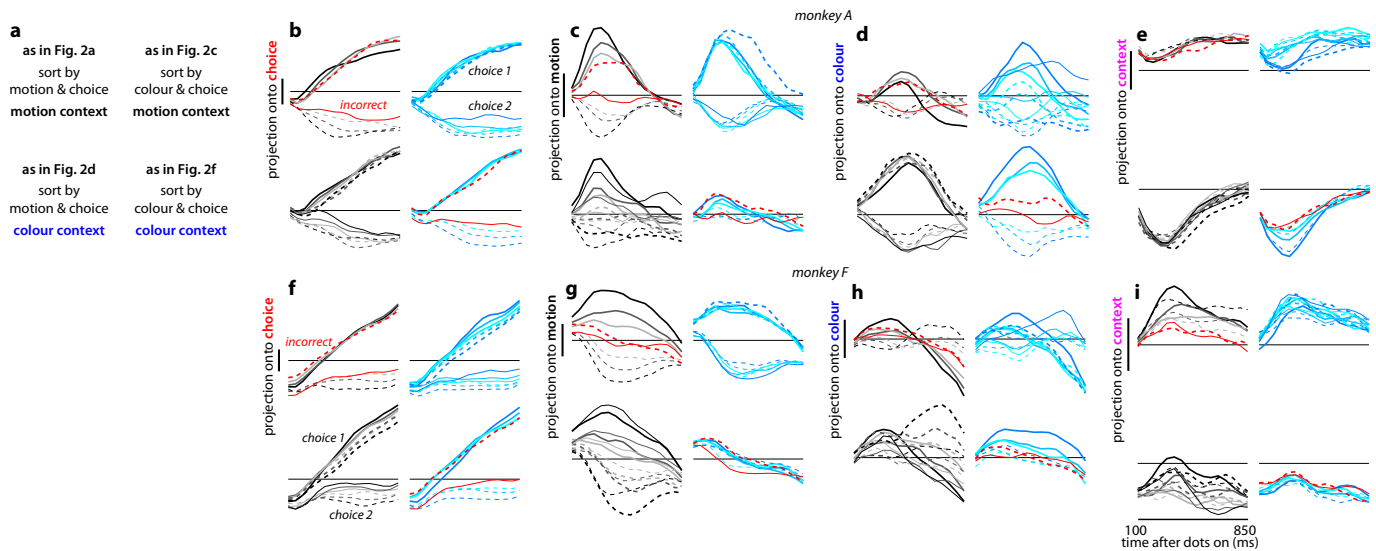 monkey A
a
as in Fig. 2a
sort by
motion & choice
motion context
as in Fig. 2c
sort by
colour & choice
motion context
as in Fig. 2d
sort by
motion & choice
colour context
as in Fig. 2f
sort by
colour & choice
colour context
b
projection onto choice
incorrect
choice 1
choice 2
c
projection onto motion
d
projection onto colour
e
projection onto context
monkey F
f
projection onto choice
incorrect
choice 1
choice 2
g
projection onto motion
h
projection onto colour
i
projection onto context
100
850
time after dots on (ms)